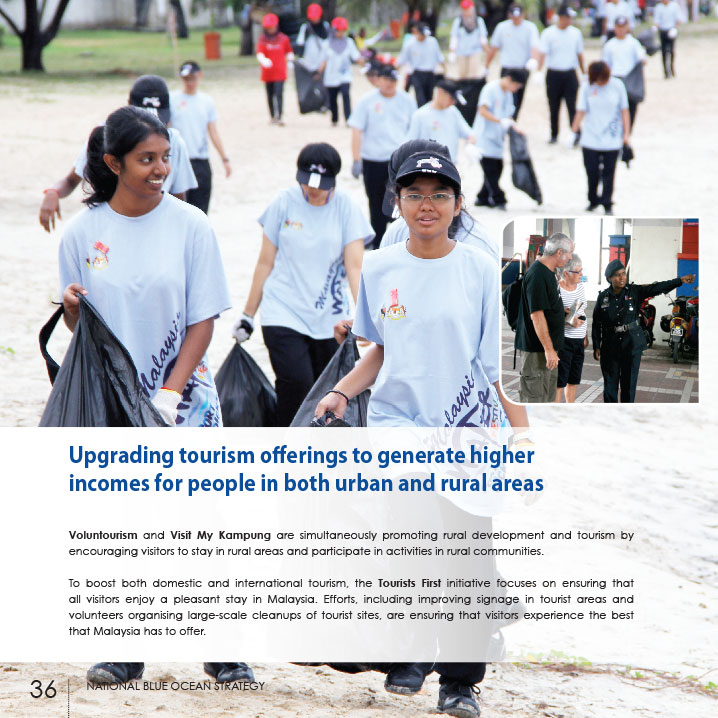 Malaysia
Malaysia
Upgrading tourism offerings to generate higher
incomes for people in both urban and rural areas
Voluntourism and Visit My Kampung are simultaneously promoting rural development and tourism by
encouraging visitors to stay in rural areas and participate in activities in rural communities.
To boost both domestic and international tourism, the Tourists First initiative focuses on ensuring that
all visitors enjoy a pleasant stay in Malaysia. Efforts, including improving signage in tourist areas and
volunteers organising large-scale cleanups of tourist sites, are ensuring that visitors experience the best
that Malaysia has to offer.
36
NATIONAL BLUE OCEAN STRATEGY